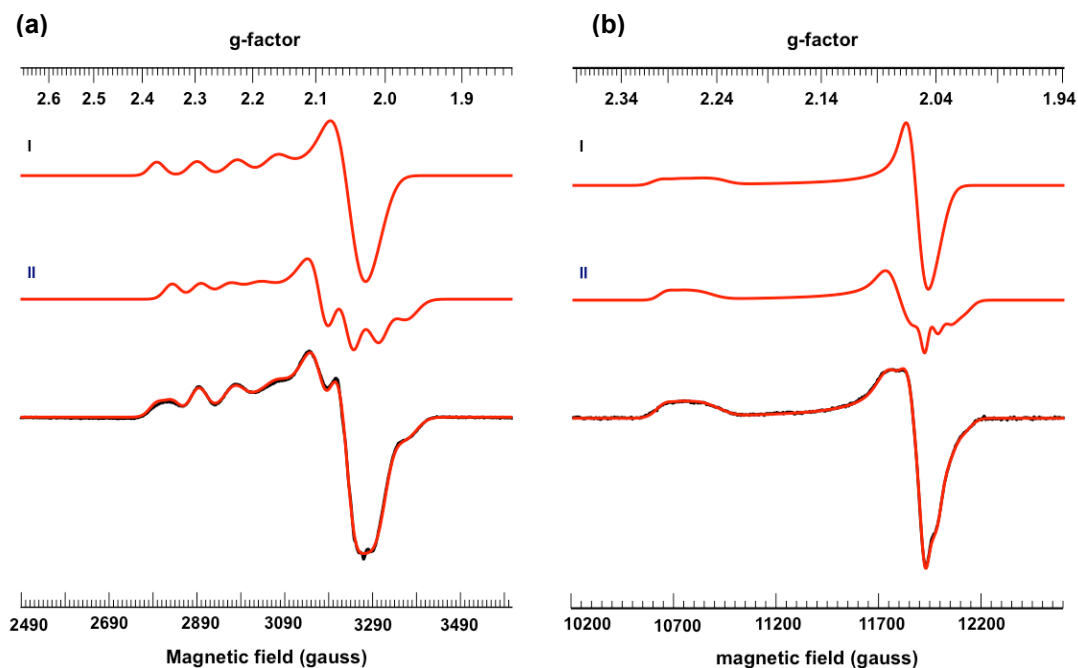 (a)
g-factor
2.6 2.5 2.4 2.3 2.2 2.1 2.0 1.9
I
II
2490 2690 2890 3090 3290 3490
Magnetic field (gauss)
(b)
g-factor
2.34 2.24 2.14 2.04 1.94
I
II
10200 10700 11200 11700 12200
magnetic field (gauss)